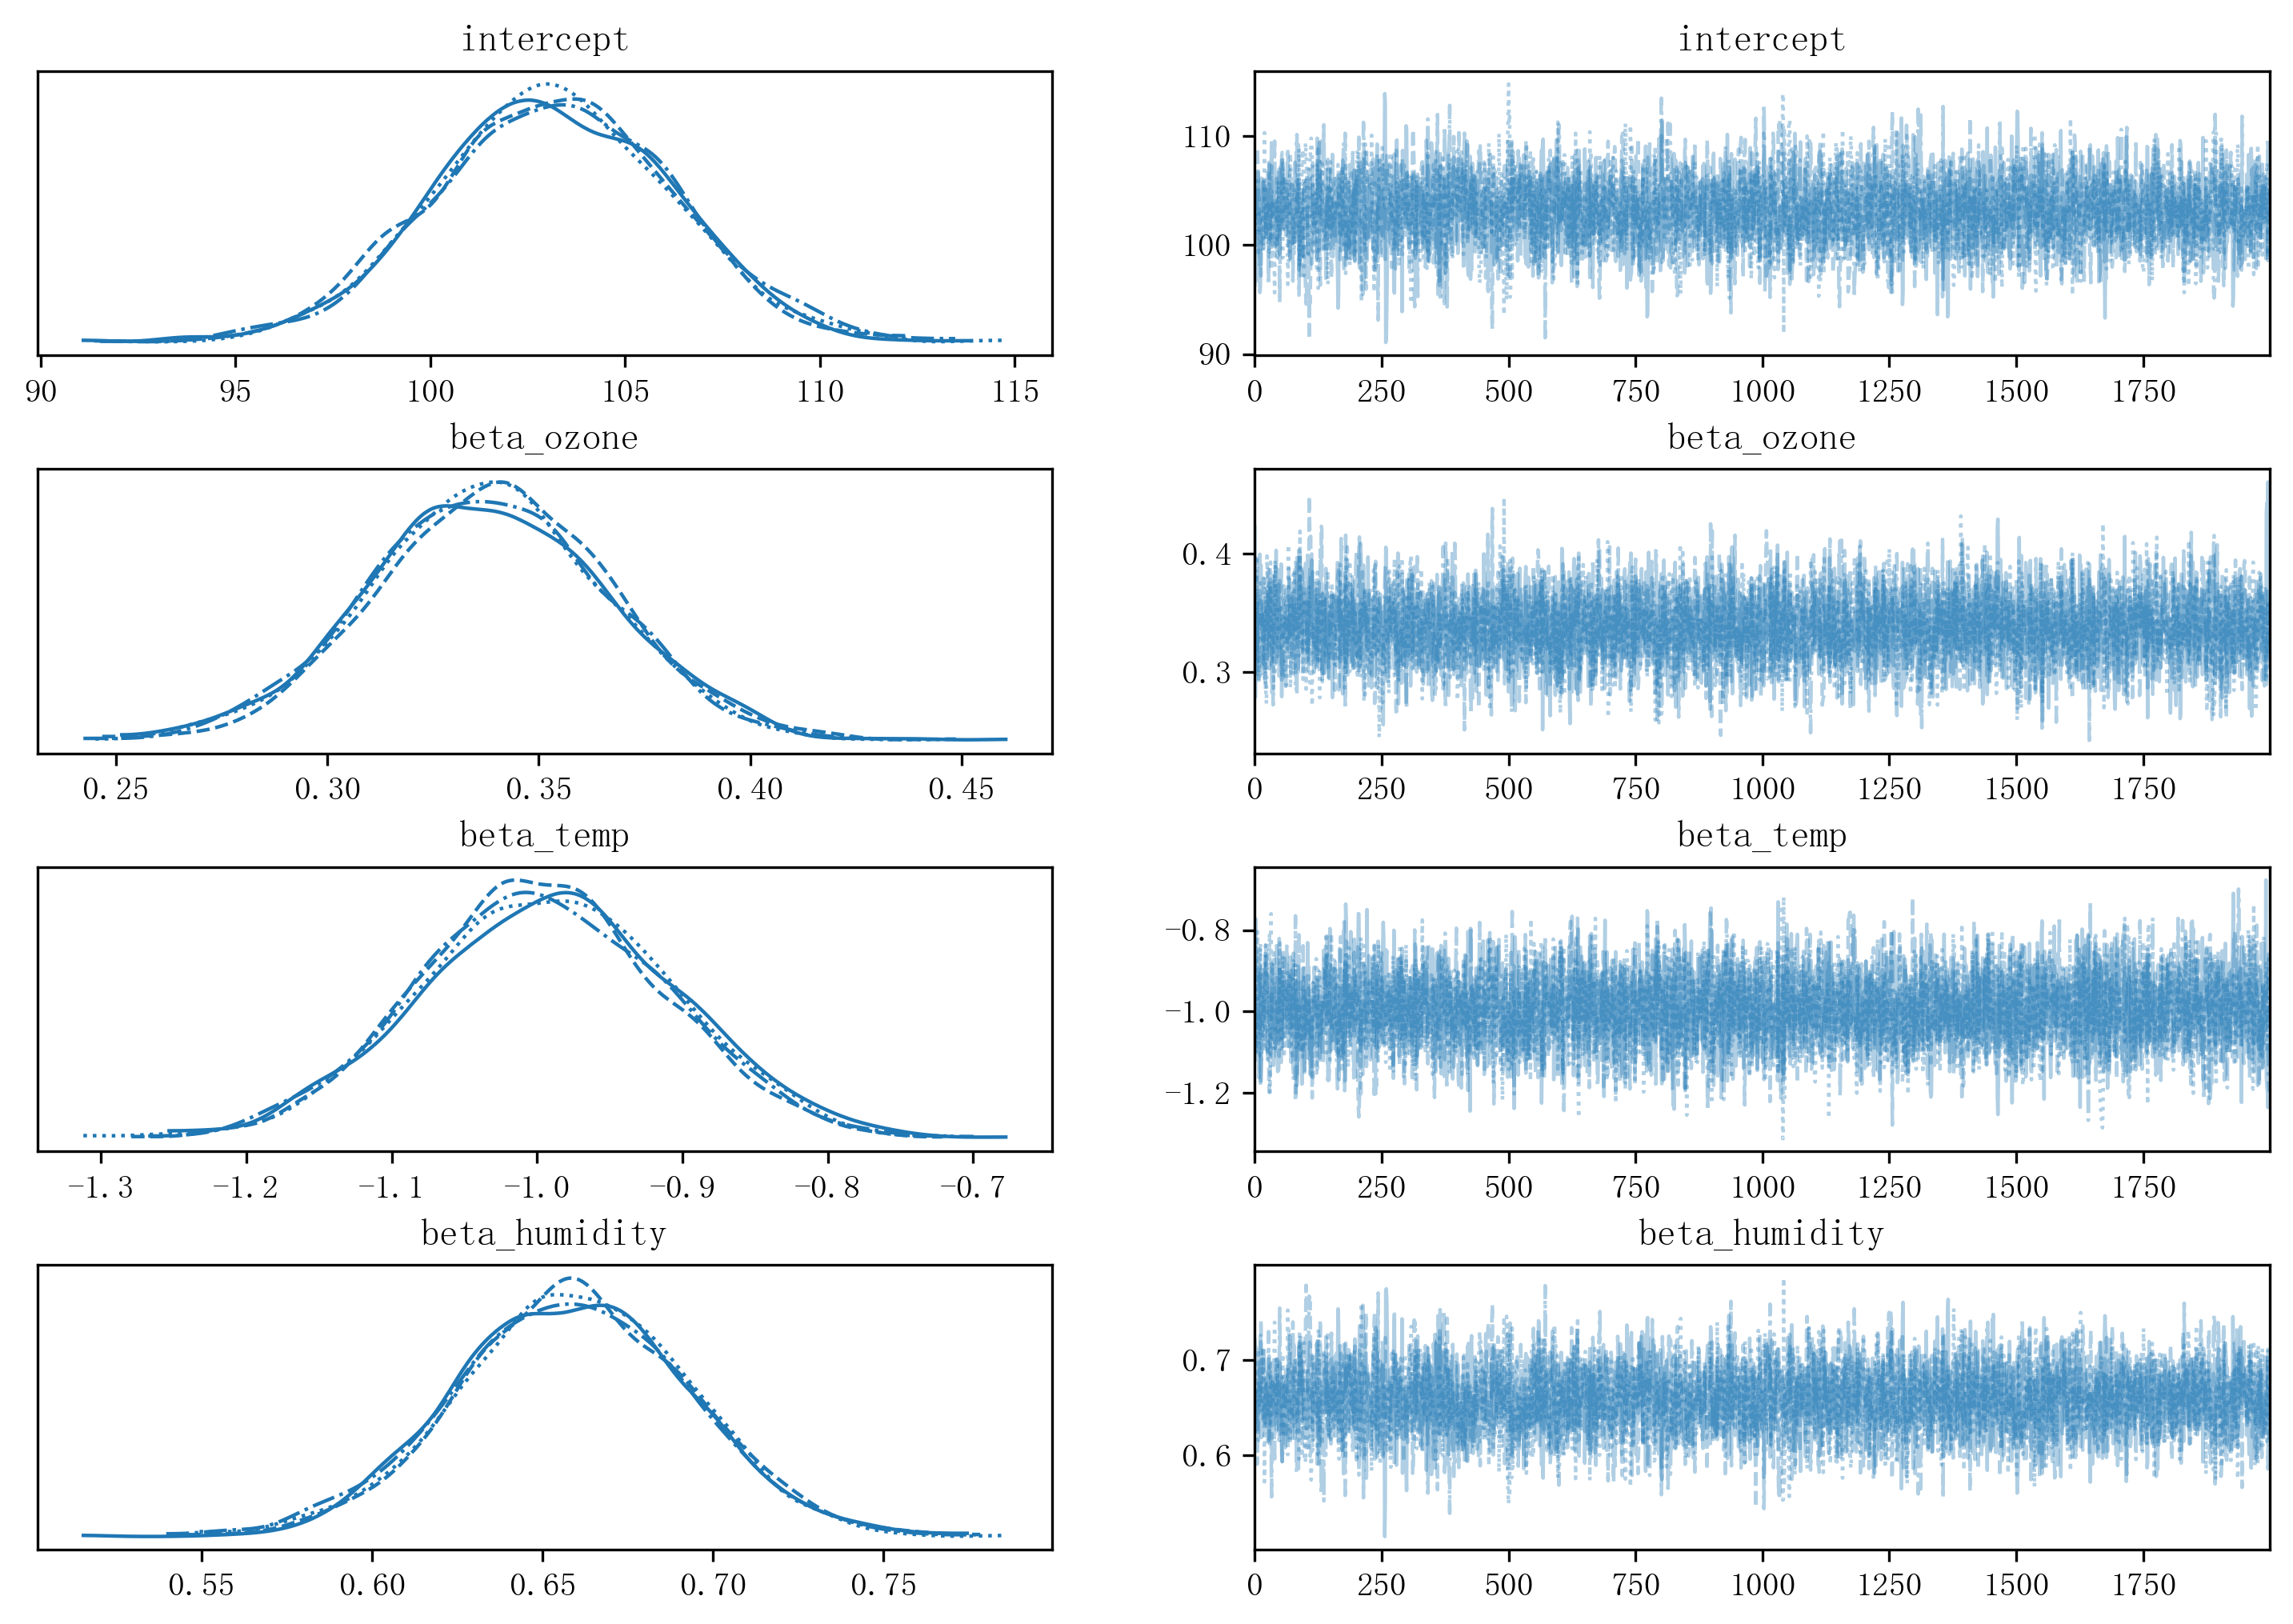 intercept intercept
110
100
90
90 95 100 105 110 115 0 250 500 750 1000 1250 1500 1750
beta_ozone beta_ozone
0.4
0.3
0.25 0.30 0.35 0.40 0.45 0 250 500 750 1000 1250 1500 1750
beta_temp beta_temp
−0.8
−1.0
−1.2
−1.3 −1.2 −1.1 −1.0 −0.9 −0.8 −0.7 0 250 500 750 1000 1250 1500 1750
beta_humidity beta_humidity
0.7
0.6
0.55 0.60 0.65 0.70 0.75 0 250 500 750 1000 1250 1500 1750